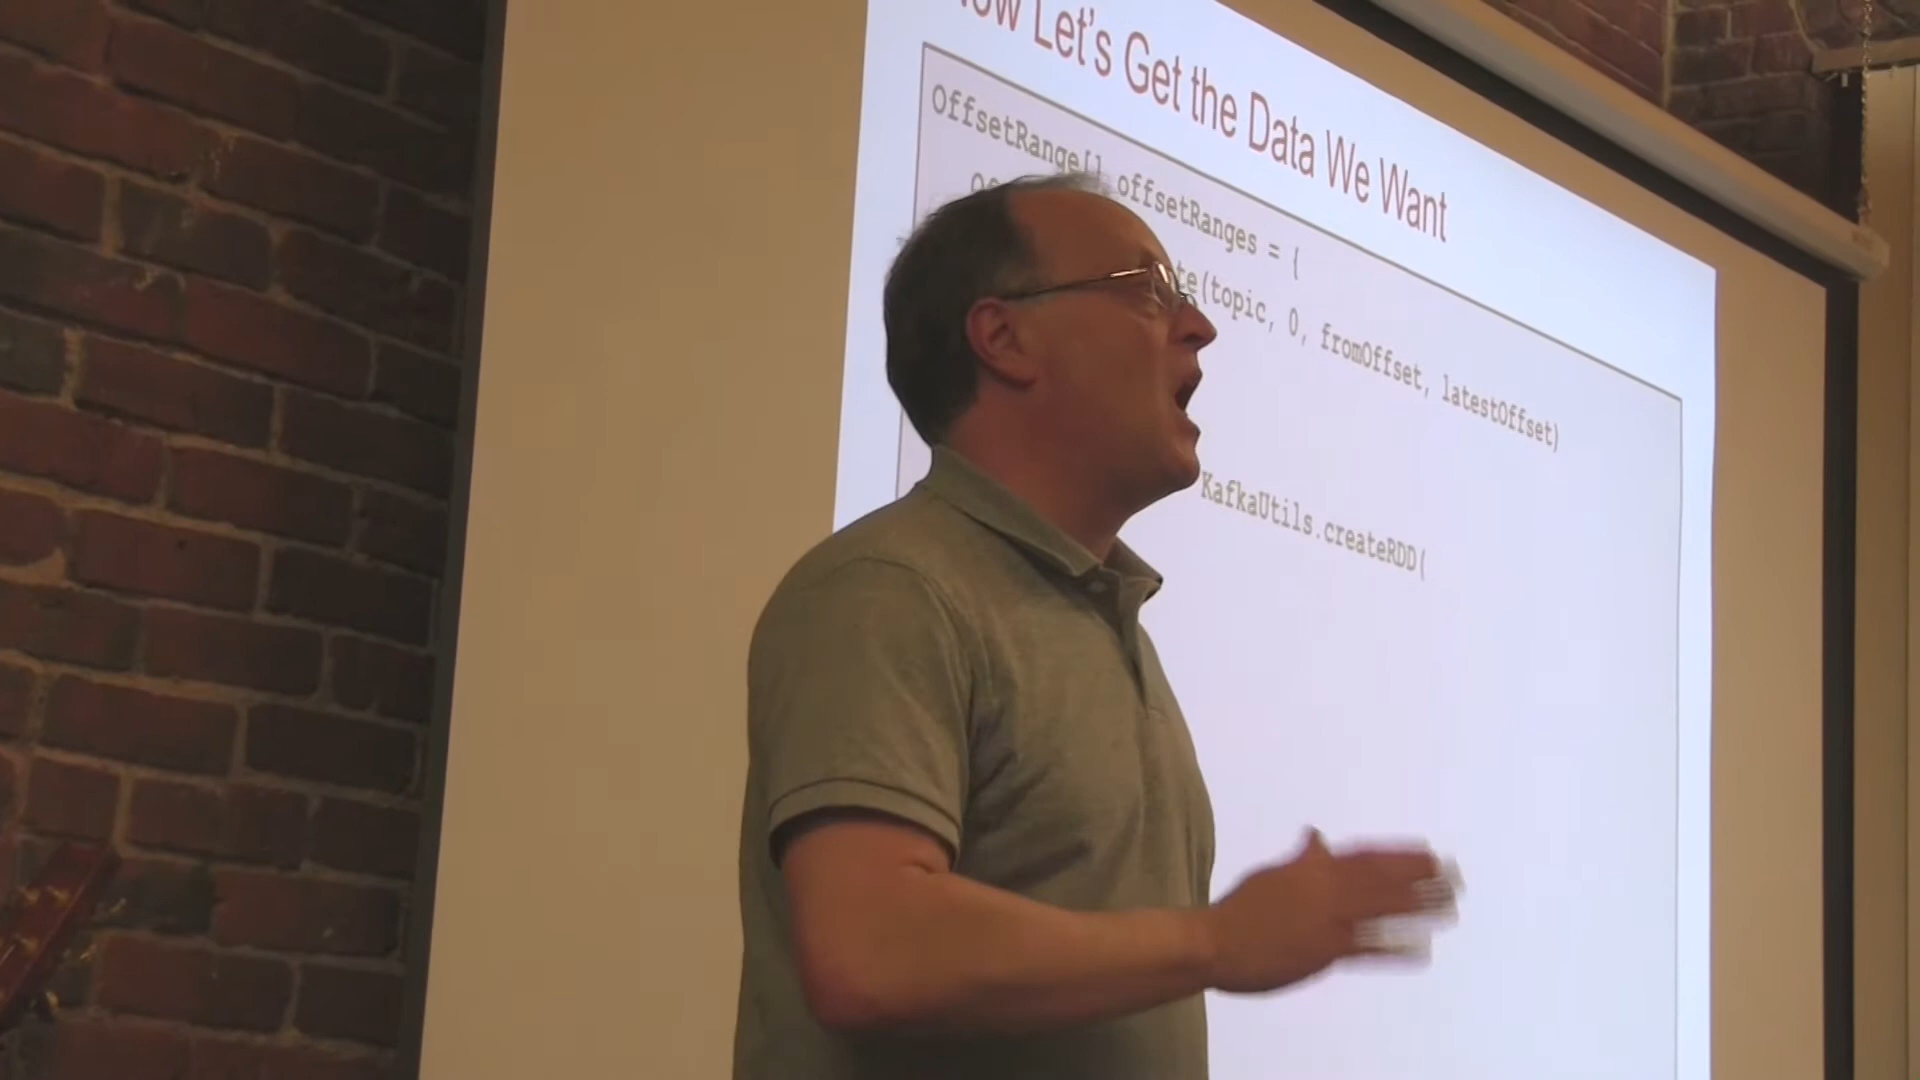 Let's Get the Data We Want
OffsetRange[] offsetRanges = {
(topic, 0, fromOffset, latestOffset)
KafkaUtils.createRDD(